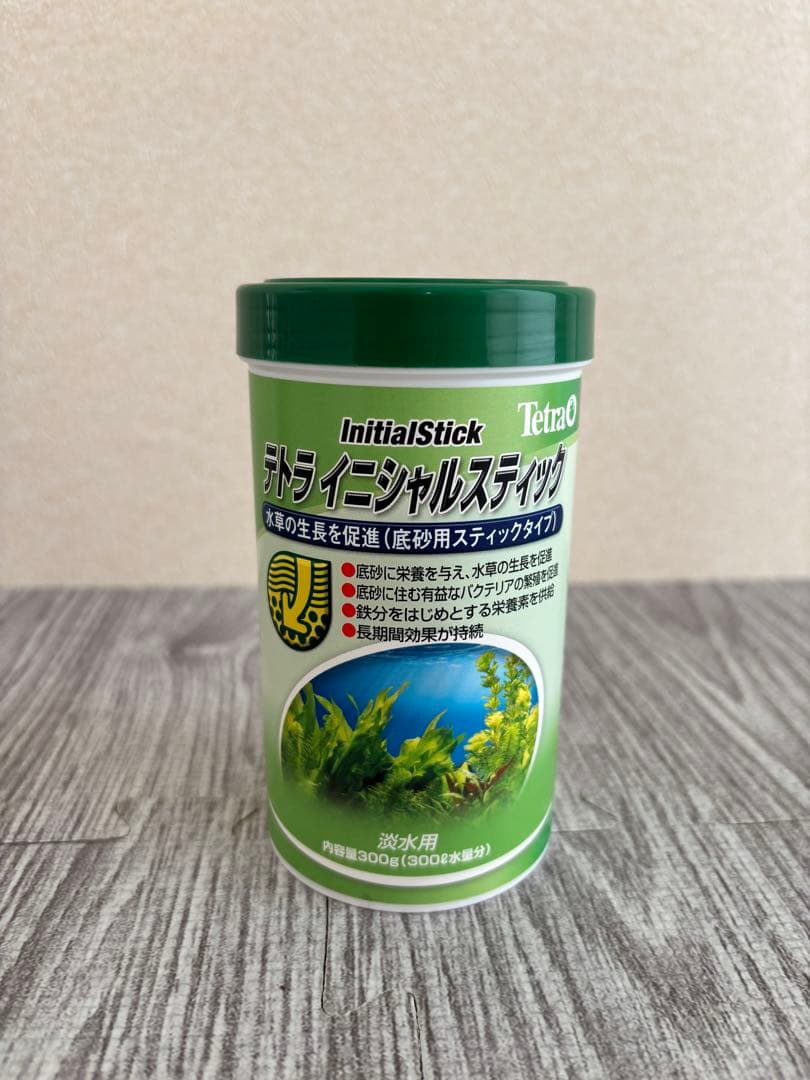 Tetra
InitialStick
テトラ イニシャルスティック
水草の生長を促進(底砂用スティックタイプ)
●底砂に栄養を与え、水草の生長を促進
●底砂に住む有益なバクテリアの繁殖を促進
●鉄分をはじめとする栄養素を供給
●長期間効果が持続
淡水用
内容量300g(300ℓ水量分)